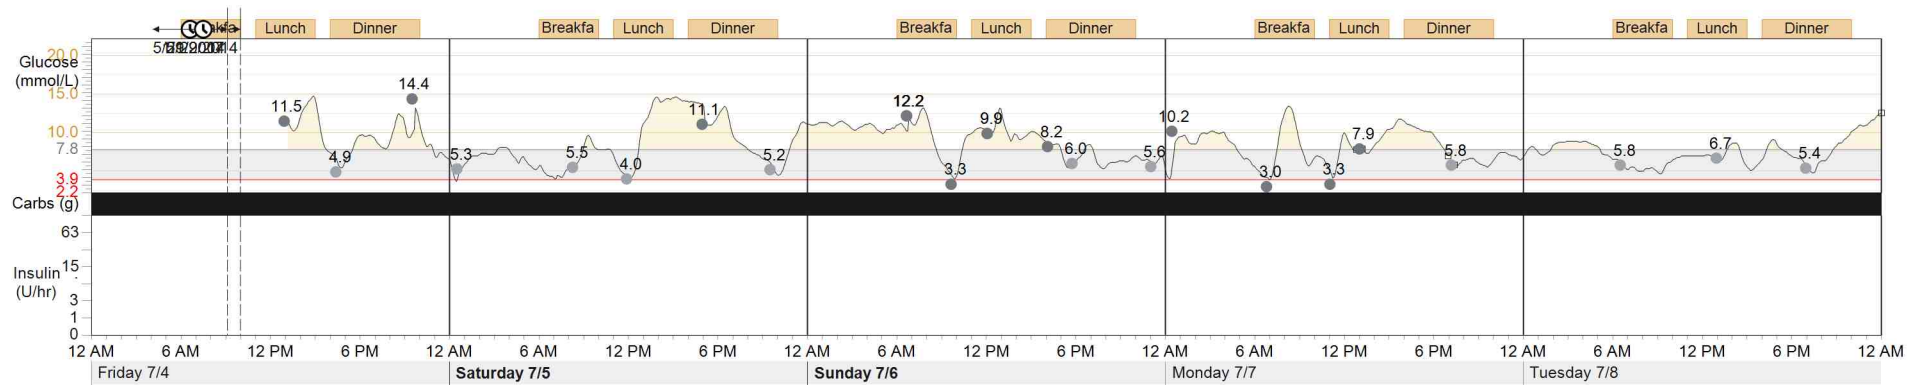 Lunch Dinner Breakfa Lunch Dinner Breakfa Lunch Dinner Breakfa Lunch Dinner Breakfa Lunch Dinner
Glucose
(mmol/L)
20.0
15.0
10.0
7.8
3.9
2.2
11.5 4.9 14.4 5.3 5.5 4.0 11.1 5.2 12.2 3.3 9.9 8.2 6.0 5.6 10.2 3.0 3.3 7.9 5.8 5.8 6.7 5.4
Carbs (g)
63
Insulin
(U/hr)
15
3
1
0
12 AM 6 AM 12 PM 6 PM 12 AM 6 AM 12 PM 6 PM 12 AM 6 AM 12 PM 6 PM 12 AM 6 AM 12 PM 6 PM 12 AM 6 AM 12 PM 6 PM 12 AM
Friday 7/4 Saturday 7/5 Sunday 7/6 Monday 7/7 Tuesday 7/8